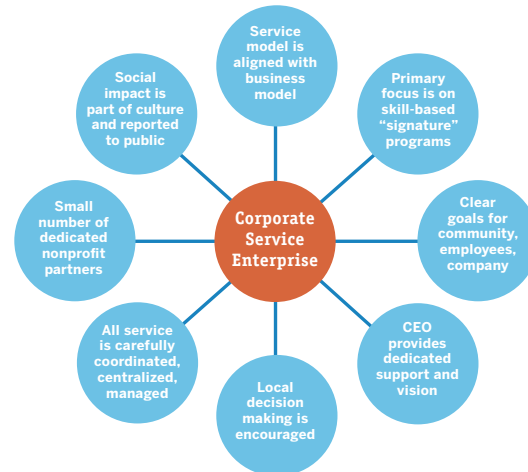 Service
model is
aligned with
business
model
Primary
focus is on
skill-based
“signature”
programs
Clear
goals for
community,
employees,
company
CEO
provides
dedicated
support and
vision
Local
decision
making is
encouraged
All service
is carefully
coordinated,
centralized,
managed
Small
number of
dedicated
nonprofit
partners
Social
impact is
part of culture
and reported
to public
Corporate
Service
Enterprise